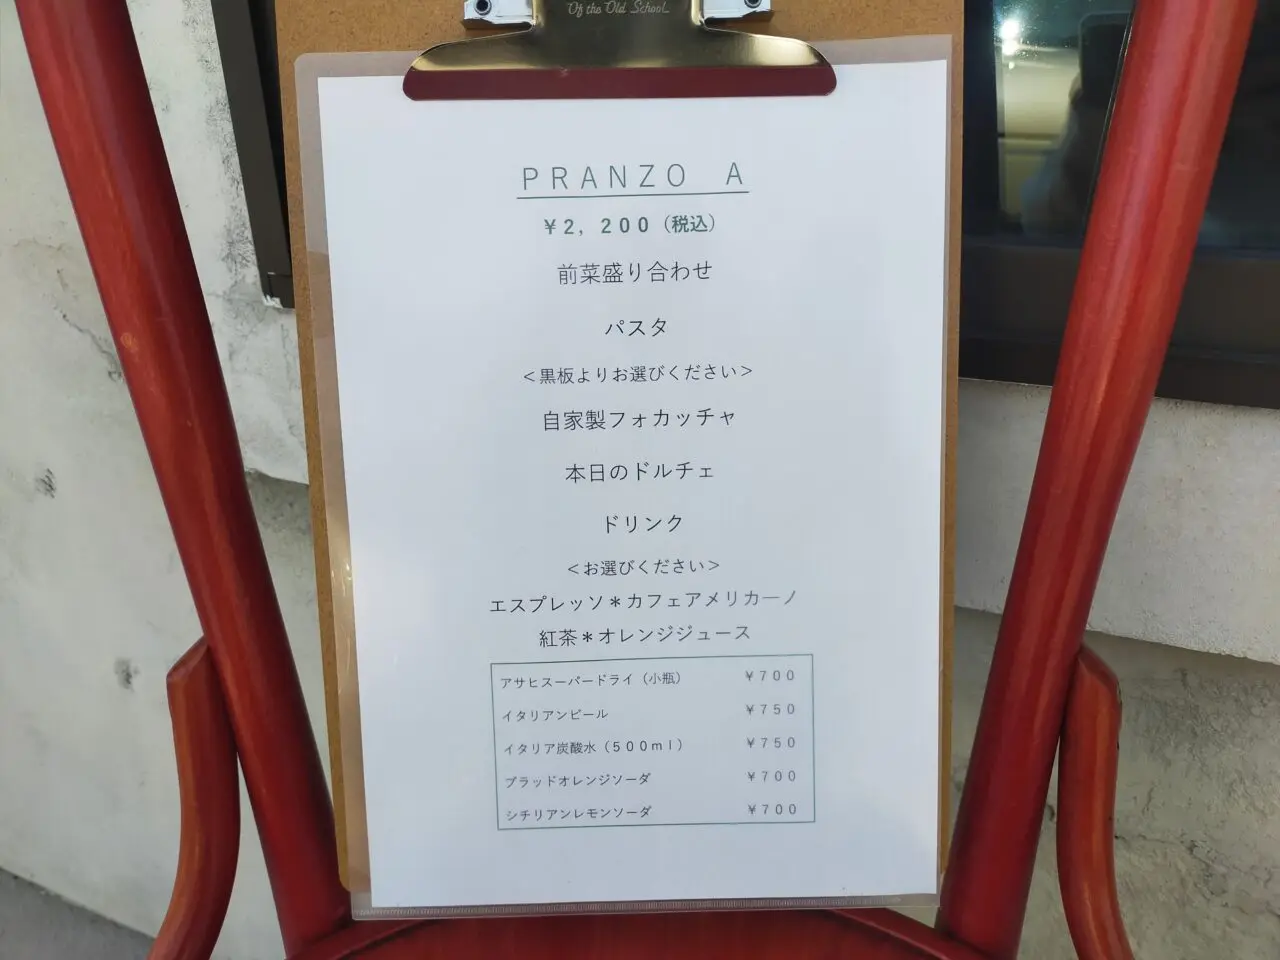 Of the Old School
PRANZO A
￥2，200（税込）
前菜盛り合わせ
パスタ
＜黒板よりお選びください＞
自家製フォカッチャ
本日のドルチェ
ドリンク
＜お選びください＞
エスプレッソ＊カフェアメリカーノ
紅茶＊オレンジジュース
アサヒスーパードライ（小瓶） ￥700
イタリアンビール ￥750
イタリア炭酸水（500ml） ￥750
ブラッドオレンジソーダ ￥700
シチリアンレモンソーダ ￥700